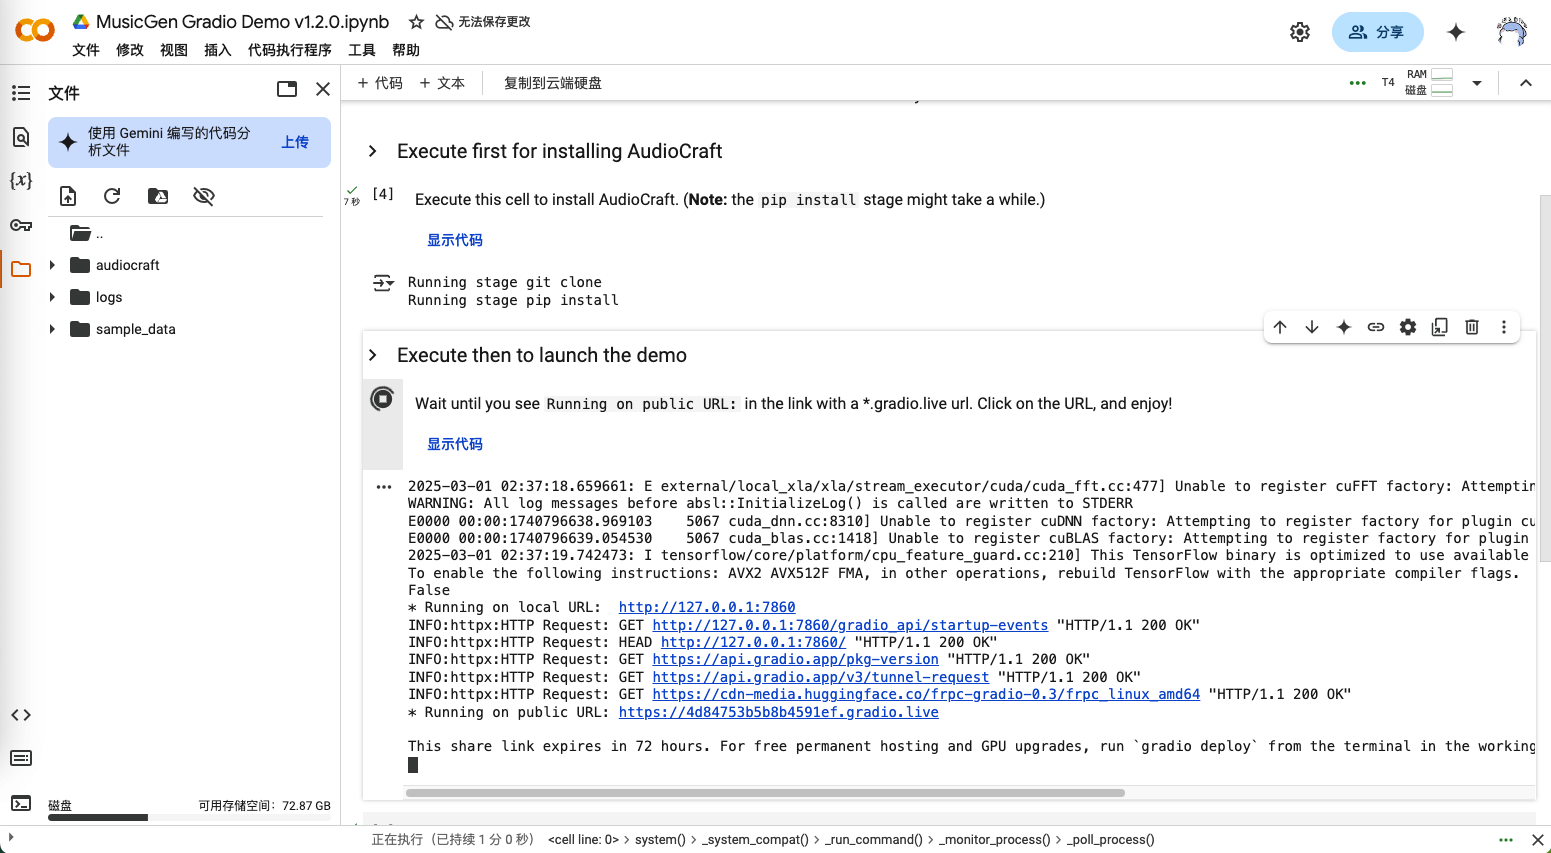 MusicGen Gradio Demo v1.2.0.ipynb
无法保存更改
文件 修改 视图 插入 代码执行程序 工具 帮助
分享
文件
+ 代码 + 文本
复制到云端硬盘
T4
RAM
磁盘
使用 Gemini 编写的代码分
析文件
上传
{x}
..
audiocraft
logs
sample_data
Execute first for installing AudioCraft
7 秒
[4]
Execute this cell to install AudioCraft. (Note: the pip install stage might take a while.)
显示代码
Running stage git clone
Running stage pip install
Execute then to launch the demo
Wait until you see Running on public URL: in the link with a *.gradio.live url. Click on the URL, and enjoy!
显示代码
2025-03-01 02:37:18.659661: E external/local_xla/xla/stream_executor/cuda/cuda_fft.cc:477] Unable to register cuFFT factory: Attemptin
WARNING: All log messages before absl::InitializeLog() is called are written to STDERR
E0000 00:00:1740796638.969103    5067 cuda_dnn.cc:8310] Unable to register cuDNN factory: Attempting to register factory for plugin cu
E0000 00:00:1740796639.054530    5067 cuda_blas.cc:1418] Unable to register cuBLAS factory: Attempting to register factory for plugin
2025-03-01 02:37:19.742473: I tensorflow/core/platform/cpu_feature_guard.cc:210] This TensorFlow binary is optimized to use available
To enable the following instructions: AVX2 AVX512F FMA, in other operations, rebuild TensorFlow with the appropriate compiler flags.
False
* Running on local URL:  http://127.0.0.1:7860
INFO:httpx:HTTP Request: GET http://127.0.0.1:7860/gradio_api/startup-events "HTTP/1.1 200 OK"
INFO:httpx:HTTP Request: HEAD http://127.0.0.1:7860/ "HTTP/1.1 200 OK"
INFO:httpx:HTTP Request: GET https://api.gradio.app/pkg-version "HTTP/1.1 200 OK"
INFO:httpx:HTTP Request: GET https://api.gradio.app/v3/tunnel-request "HTTP/1.1 200 OK"
INFO:httpx:HTTP Request: GET https://cdn-media.huggingface.co/frpc-gradio-0.3/frpc_linux_amd64 "HTTP/1.1 200 OK"
* Running on public URL: https://4d84753b5b8b4591ef.gradio.live
This share link expires in 72 hours. For free permanent hosting and GPU upgrades, run `gradio deploy` from the terminal in the working
磁盘
可用存储空间：72.87 GB
正在执行（已持续 1 分 0 秒） <cell line: 0> > system() > _system_compat() > _run_command() > _monitor_process() > _poll_process()